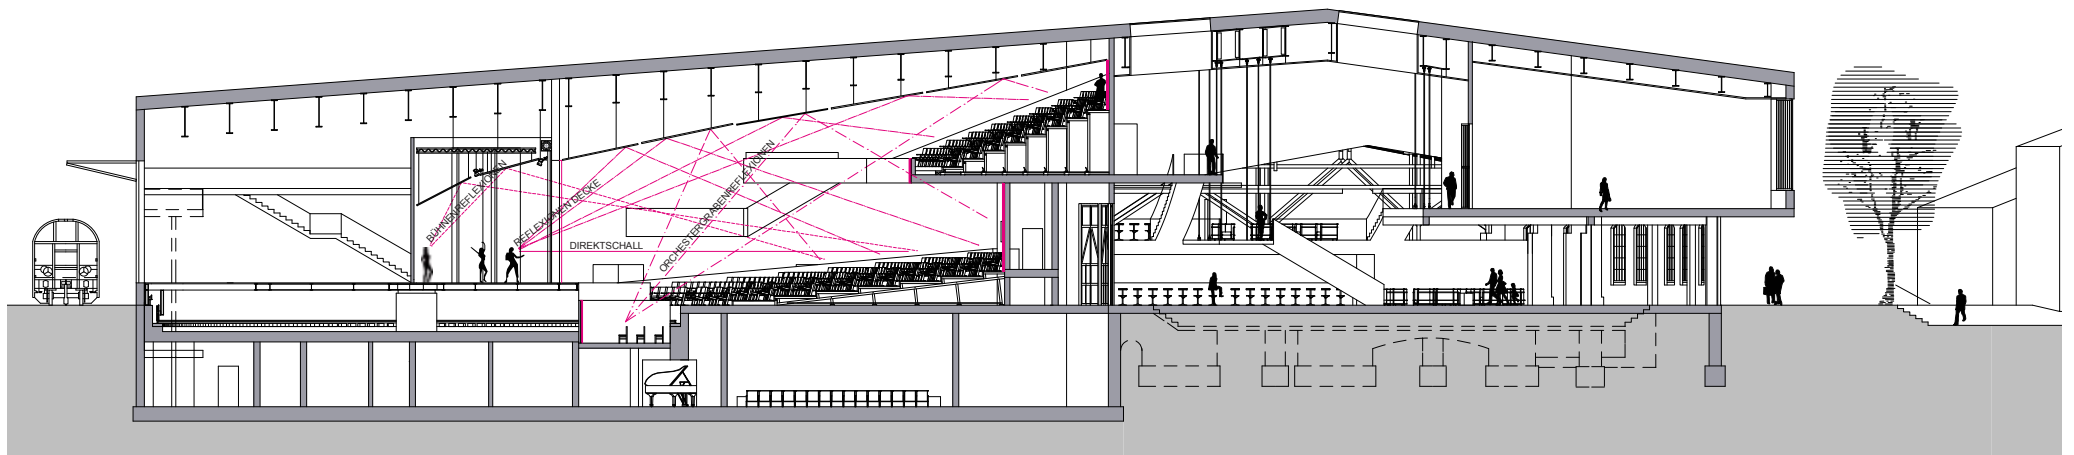 BÜHNENREFLEXIONEN
REFLEXIONEN DECKE
DIREKTSCHALL
ORCHESTERGRABENREFLEXIONEN